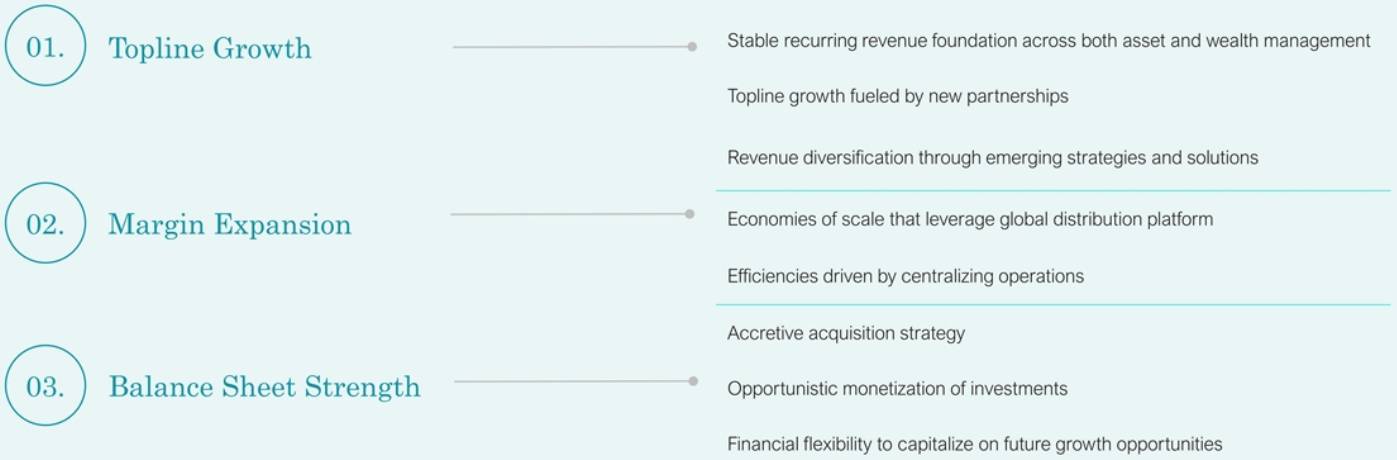 01. Topline Growth
Stable recurring revenue foundation across both asset and wealth management
Topline growth fueled by new partnerships
Revenue diversification through emerging strategies and solutions
02. Margin Expansion
Economies of scale that leverage global distribution platform
Efficiencies driven by centralizing operations
03. Balance Sheet Strength
Accretive acquisition strategy
Opportunistic monetization of investments
Financial flexibility to capitalize on future growth opportunities